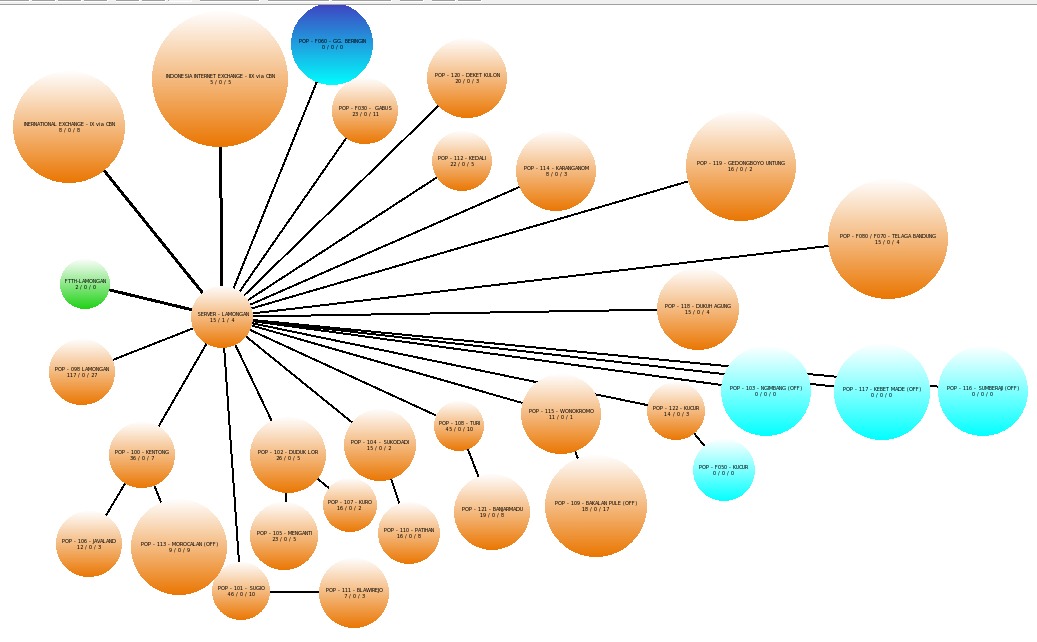 POP - F060 - GG. BERINGIN
0 / 0 / 0
INDONESIA INTERNET EXCHANGE - IIX via CBN
5 / 0 / 5
POP - 120 - DEKET KULON
20 / 0 / 3
POP - F030 - GABUS
23 / 0 / 11
INERNATIONAL EXCHANGE - IX via CBN
8 / 0 / 8
POP - 112 - KEDALI
22 / 0 / 5
POP - 114 - KARANGANOM
8 / 0 / 3
POP - 119 - GEDONGBOYO UNTUNG
16 / 0 / 2
POP - F080 / F070 - TELAGA BANDUNG
15 / 0 / 4
FTTH-LAMONGAN
2 / 0 / 0
SERVER - LAMONGAN
15 / 1 / 4
POP - 118 - DUKUH AGUNG
15 / 0 / 4
POP - 098 LAMONGAN
117 / 0 / 27
POP - 103 - NGIMBANG (OFF)
0 / 0 / 0
POP - 117 - KEBET MADE (OFF)
0 / 0 / 0
POP - 116 - SUMBERAJI (OFF)
0 / 0 / 0
POP - 122 - KUCUR
14 / 0 / 3
POP - 115 - WONOKROMO
11 / 0 / 1
POP - 108 - TURI
45 / 0 / 10
POP - 104 - SUKODADI
15 / 0 / 2
POP - 102 - DUDUK LOR
26 / 0 / 5
POP - 100 - KENTONG
36 / 0 / 7
POP - F050 - KUCUR
0 / 0 / 0
POP - 107 - KURO
16 / 0 / 2
POP - 109 - BAKALAN PULE (OFF)
18 / 0 / 17
POP - 121 - BANJARMADU
19 / 0 / 8
POP - 110 - PATIHAN
16 / 0 / 8
POP - 105 - MENGANTI
23 / 0 / 5
POP - 106 - JAVALAND
12 / 0 / 3
POP - 113 - MOROCALAN (OFF)
9 / 0 / 9
POP - 101 - SUGIO
46 / 0 / 10
POP - 111 - BLAWIREJO
7 / 0 / 3